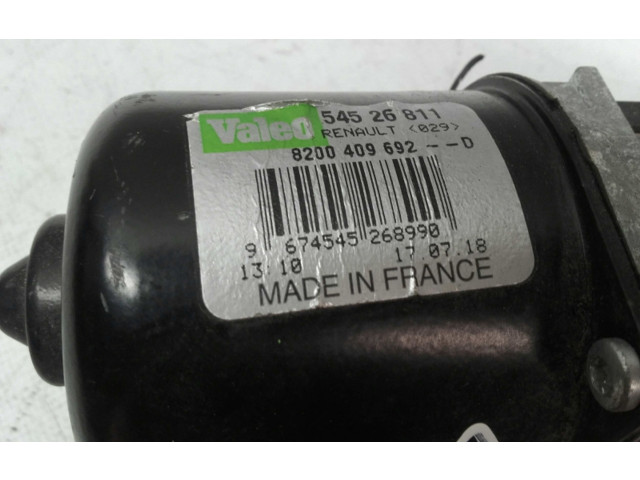 Valeo 545 26 811
RENAULT <029>
8200 409 692 --D
9 674545 268990
13:10 17.07.18
MADE IN FRANCE